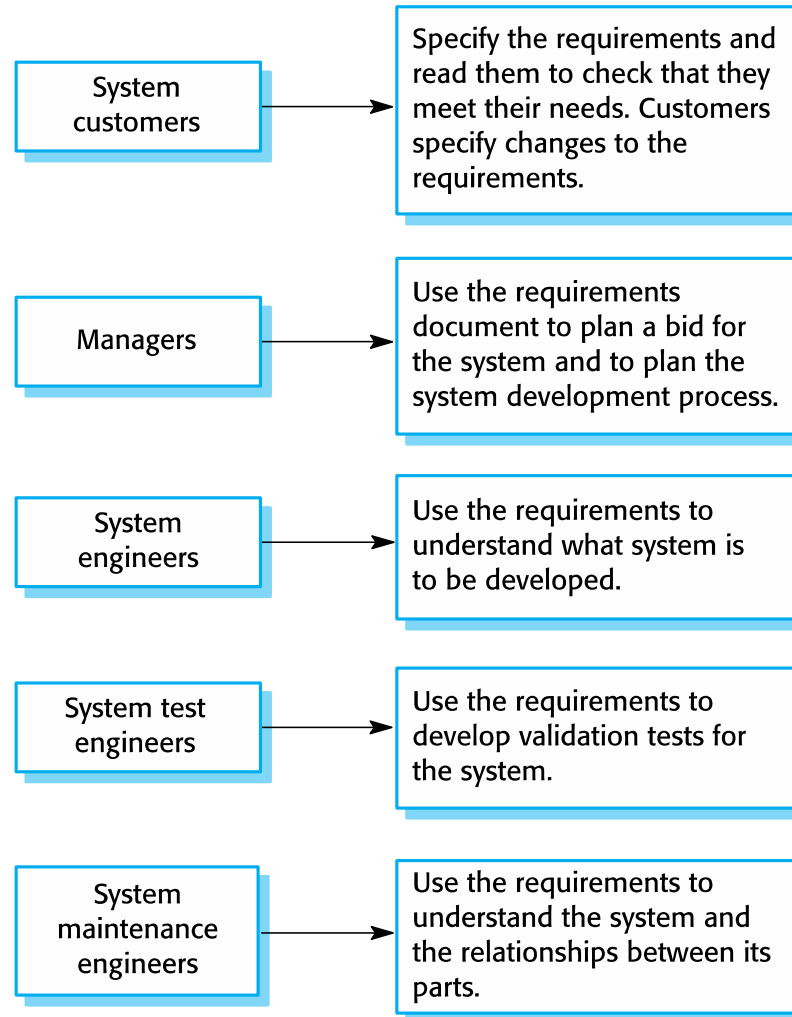 System
customers
Specify the requirements and
read them to check that they
meet their needs. Customers
specify changes to the
requirements.
Managers
Use the requirements
document to plan a bid for
the system and to plan the
system development process.
System
engineers
Use the requirements to
understand what system is
to be developed.
System test
engineers
Use the requirements to
develop validation tests for
the system.
System
maintenance
engineers
Use the requirements to
understand the system and
the relationships between its
parts.